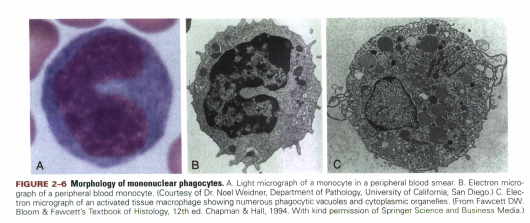 A
B
C
FIGURE 2–6 Morphology of mononuclear phagocytes. A. Light micrograph of a monocyte in a peripheral blood smear. B. Electron micro-
graph of a peripheral blood monocyte. (Courtesy of Dr. Noel Weidner, Department of Pathology, University of California, San Diego.) C. Elec-
tron micrograph of an activated tissue macrophage showing numerous phagocytic vacuoles and cytoplasmic organelles. (From Fawcett DW.
Bloom & Fawcett's Textbook of Histology, 12th ed. Chapman & Hall, 1994. With kind permission of Springer Science and Business Media.